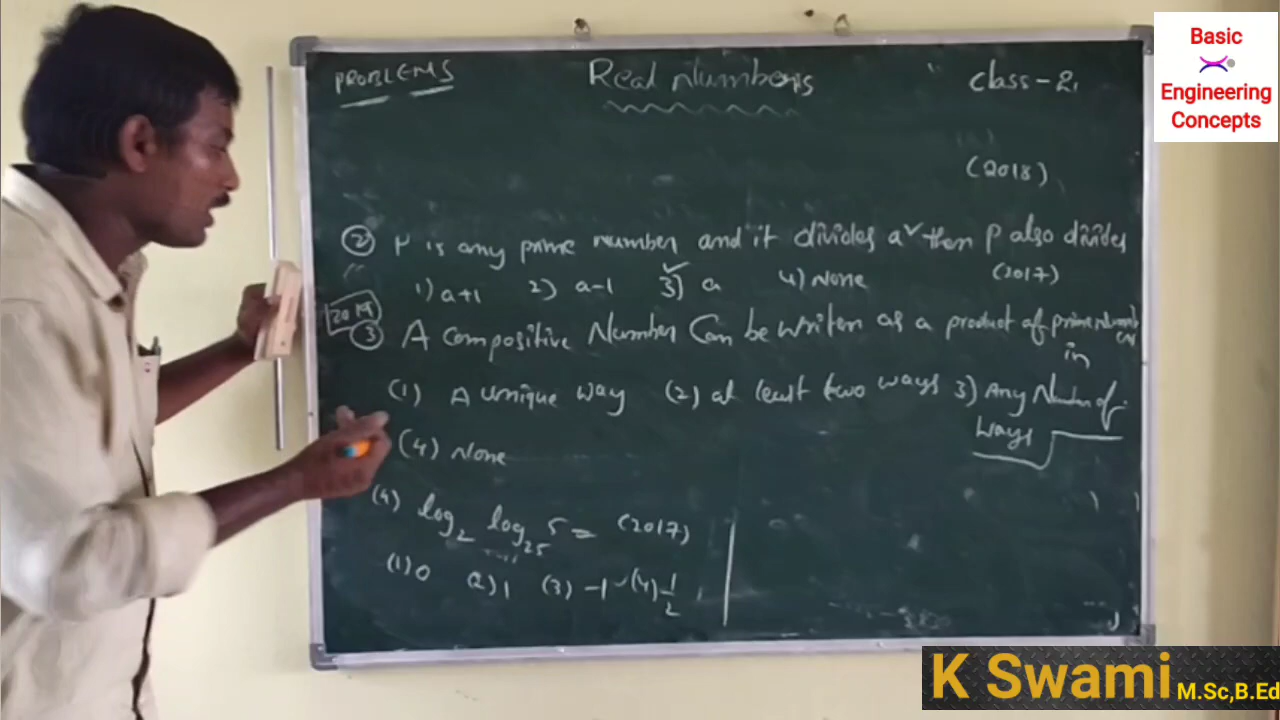 PROBLEMS Real Numbers Class-2
Basic
Engineering
Concepts
(2018)
(2) P is any prime number and it divides a² then p also divides
1) a+1 2) a-1 3) a 4) None (2017)
2019
(3) A compositive Number Can be writen as a product of prime Numb
in
(1) A unique way (2) at least two ways 3) Any Number of
ways
(4) None
(4) log₂ log₂₅ 5 = (2017)
(1) 0 2) 1 (3) -1 (4) 1/2
K Swami M.Sc,B.Ed